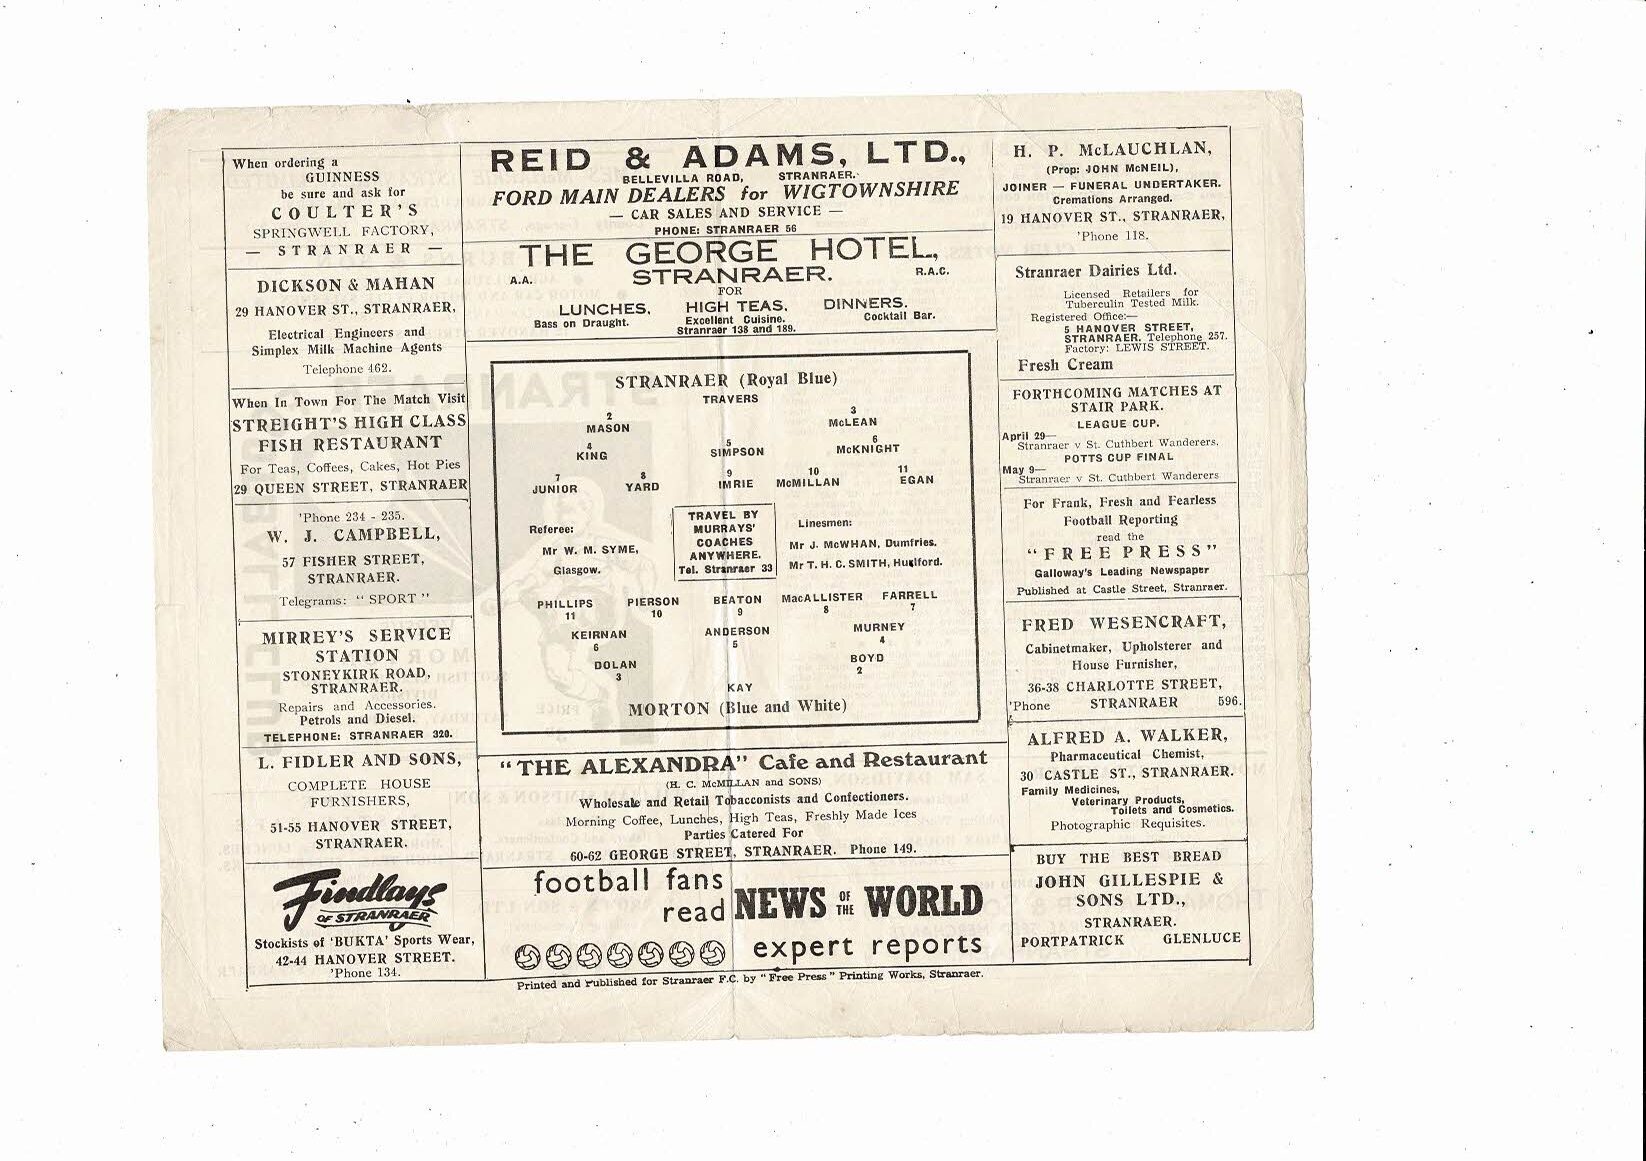 When ordering a
GUINNESS
be sure and ask for
COULTER'S
SPRINGWELL FACTORY,
— STRANRAER —
DICKSON & MAHAN
29 HANOVER ST., STRANRAER,
Electrical Engineers and
Simplex Milk Machine Agents
Telephone 462.
When In Town For The Match Visit
STREIGHT'S HIGH CLASS
FISH RESTAURANT
For Teas, Coffees, Cakes, Hot Pies
29 QUEEN STREET, STRANRAER
'Phone 234 - 235.
W. J. CAMPBELL,
57 FISHER STREET,
STRANRAER.
Telegrams: "SPORT"
MIRREY'S SERVICE
STATION
STONEYKIRK ROAD,
STRANRAER.
Repairs and Accessories.
Petrols and Diesel.
TELEPHONE: STRANRAER 320.
L. FIDLER AND SONS,
COMPLETE HOUSE
FURNISHERS,
51-55 HANOVER STREET,
STRANRAER.
Findlays
OF STRANRAER
Stockists of 'BUKTA' Sports Wear,
42-44 HANOVER STREET.
'Phone 134.
REID & ADAMS, LTD.,
BELLEVILLA ROAD, STRANRAER.
FORD MAIN DEALERS for WIGTOWNSHIRE
— CAR SALES AND SERVICE —
PHONE: STRANRAER 56
THE GEORGE HOTEL,
A.A. STRANRAER. R.A.C.
FOR
LUNCHES, HIGH TEAS, DINNERS.
Bass on Draught. Excellent Cuisine. Cocktail Bar.
Stranraer 138 and 189.
STRANRAER (Royal Blue)
TRAVERS
2 3
MASON McLEAN
4 5 6
KING SIMPSON McKNIGHT
7 8 9 10 11
JUNIOR YARD IMRIE McMILLAN EGAN
Referee:
Mr W. M. SYME,
Glasgow.
TRAVEL BY
MURRAYS'
COACHES
ANYWHERE.
Tel. Stranraer 33
Linesmen:
Mr J. McWHAN, Dumfries.
Mr T. H. C. SMITH, Hurlford.
PHILLIPS PIERSON BEATON MacALLISTER FARRELL
11 10 9 8 7
KEIRNAN ANDERSON MURNEY
6 5 4
DOLAN BOYD
3 2
KAY
MORTON (Blue and White)
"THE ALEXANDRA" Cafe and Restaurant
(H. C. McMILLAN and SONS)
Wholesale and Retail Tobacconists and Confectioners.
Morning Coffee, Lunches, High Teas, Freshly Made Ices
Parties Catered For
60-62 GEORGE STREET, STRANRAER. Phone 149.
football fans
read NEWS OF THE WORLD
expert reports
Printed and Published for Stranraer F.C. by "Free Press" Printing Works, Stranraer.
H. P. McLAUCHLAN,
(Prop: JOHN McNEIL),
JOINER — FUNERAL UNDERTAKER.
Cremations Arranged.
19 HANOVER ST., STRANRAER,
'Phone 118.
Stranraer Dairies Ltd.
Licensed Retailers for
Tuberculin Tested Milk.
Registered Office:—
5 HANOVER STREET,
STRANRAER. Telephone 257.
Factory: LEWIS STREET.
Fresh Cream
FORTHCOMING MATCHES AT
STAIR PARK.
LEAGUE CUP.
April 29—
Stranraer v St. Cuthbert Wanderers.
POTTS CUP FINAL
May 9—
Stranraer v St. Cuthbert Wanderers
For Frank, Fresh and Fearless
Football Reporting
read the
"FREE PRESS"
Galloway's Leading Newspaper
Published at Castle Street, Stranraer.
FRED WESENCRAFT,
Cabinetmaker, Upholsterer and
House Furnisher,
36-38 CHARLOTTE STREET,
'Phone STRANRAER 596.
ALFRED A. WALKER,
Pharmaceutical Chemist,
30 CASTLE ST., STRANRAER.
Family Medicines,
Veterinary Products,
Toilets and Cosmetics.
Photographic Requisites.
BUY THE BEST BREAD
JOHN GILLESPIE &
SONS LTD.,
STRANRAER.
PORTPATRICK GLENLUCE